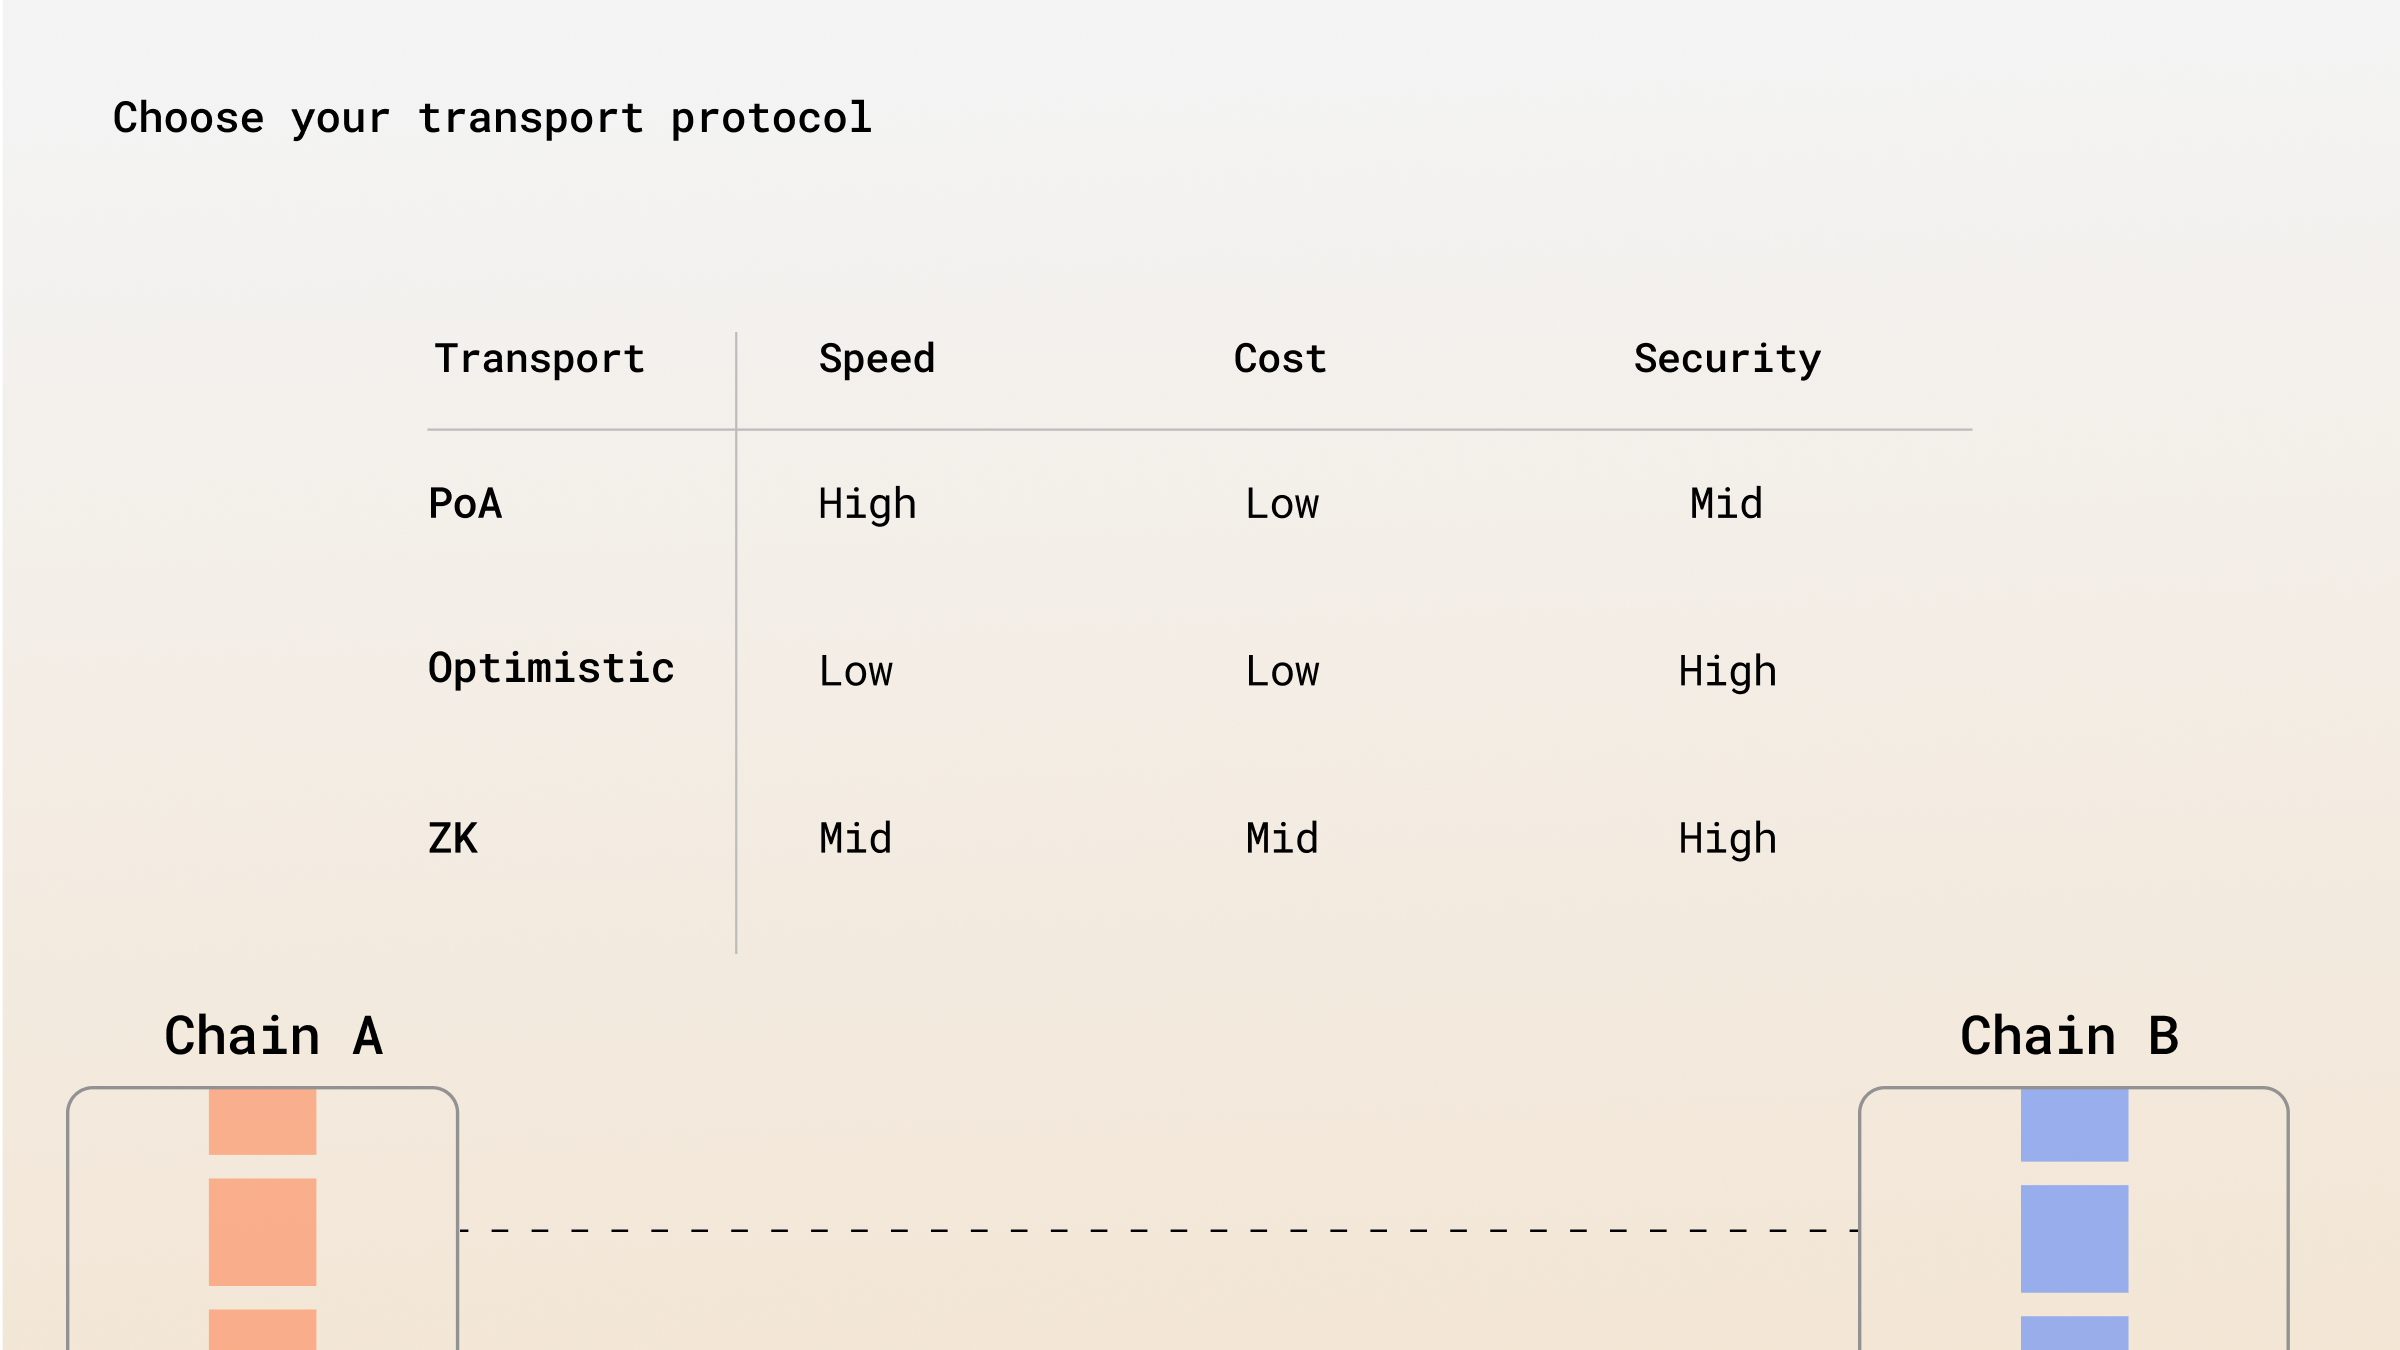 Choose your transport protocol
Transport Speed Cost Security
PoA High Low Mid
Optimistic Low Low High
ZK Mid Mid High
Chain A Chain B